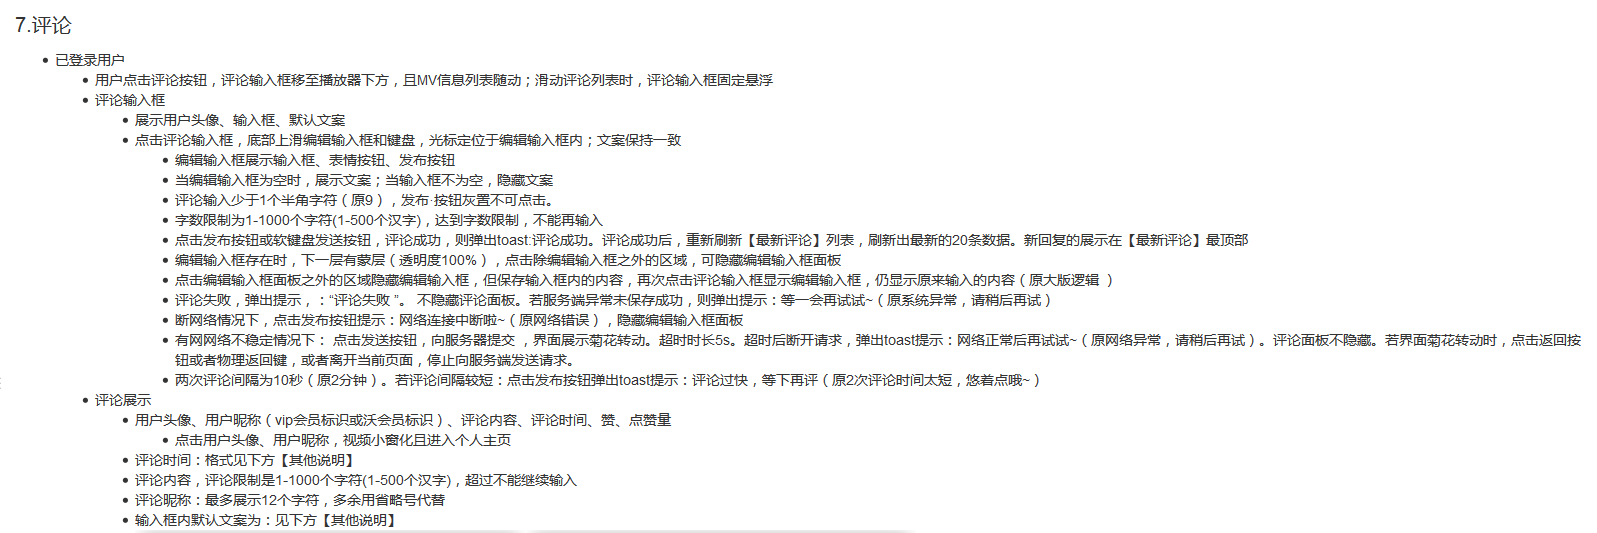 7.评论
已登录用户
用户点击评论按钮，评论输入框移至播放器下方，且MV信息列表随动；滑动评论列表时，评论输入框固定悬浮
评论输入框
展示用户头像、输入框、默认文案
点击评论输入框，底部上滑编辑输入框和键盘，光标定位于编辑输入框内；文案保持一致
编辑输入框展示输入框、表情按钮、发布按钮
当编辑输入框为空时，展示文案；当输入框不为空，隐藏文案
评论输入少于1个半角字符（原9），发布·按钮灰置不可点击。
字数限制为1-1000个字符(1-500个汉字)，达到字数限制，不能再输入
点击发布按钮或软键盘发送按钮，评论成功，则弹出toast:评论成功。评论成功后，重新刷新【最新评论】列表，刷新出最新的20条数据。新回复的展示在【最新评论】最顶部
编辑输入框存在时，下一层有蒙层（透明度100%），点击除编辑输入框之外的区域，可隐藏编辑输入框面板
点击编辑输入框面板之外的区域隐藏编辑输入框，但保存输入框内的内容，再次点击评论输入框显示编辑输入框，仍显示原来输入的内容（原大版逻辑 ）
评论失败，弹出提示，：“评论失败 ”。 不隐藏评论面板。若服务端异常未保存成功，则弹出提示：等一会再试试~（原系统异常，请稍后再试）
断网络情况下，点击发布按钮提示：网络连接中断啦~（原网络错误），隐藏编辑输入框面板
有网网络不稳定情况下： 点击发送按钮，向服务器提交 ，界面展示菊花转动。超时时长5s。超时后断开请求，弹出toast提示：网络正常后再试试~（原网络异常，请稍后再试）。评论面板不隐藏。若界面菊花转动时，点击返回按
钮或者物理返回键，或者离开当前页面，停止向服务端发送请求。
两次评论间隔为10秒（原2分钟）。若评论间隔较短：点击发布按钮弹出toast提示：评论过快，等下再评（原2次评论时间太短，悠着点哦~）
评论展示
用户头像、用户昵称（vip会员标识或沃会员标识）、评论内容、评论时间、赞、点赞量
点击用户头像、用户昵称，视频小窗化且进入个人主页
评论时间：格式见下方【其他说明】
评论内容，评论限制是1-1000个字符(1-500个汉字)，超过不能继续输入
评论昵称：最多展示12个字符，多余用省略号代替
输入框内默认文案为：见下方【其他说明】